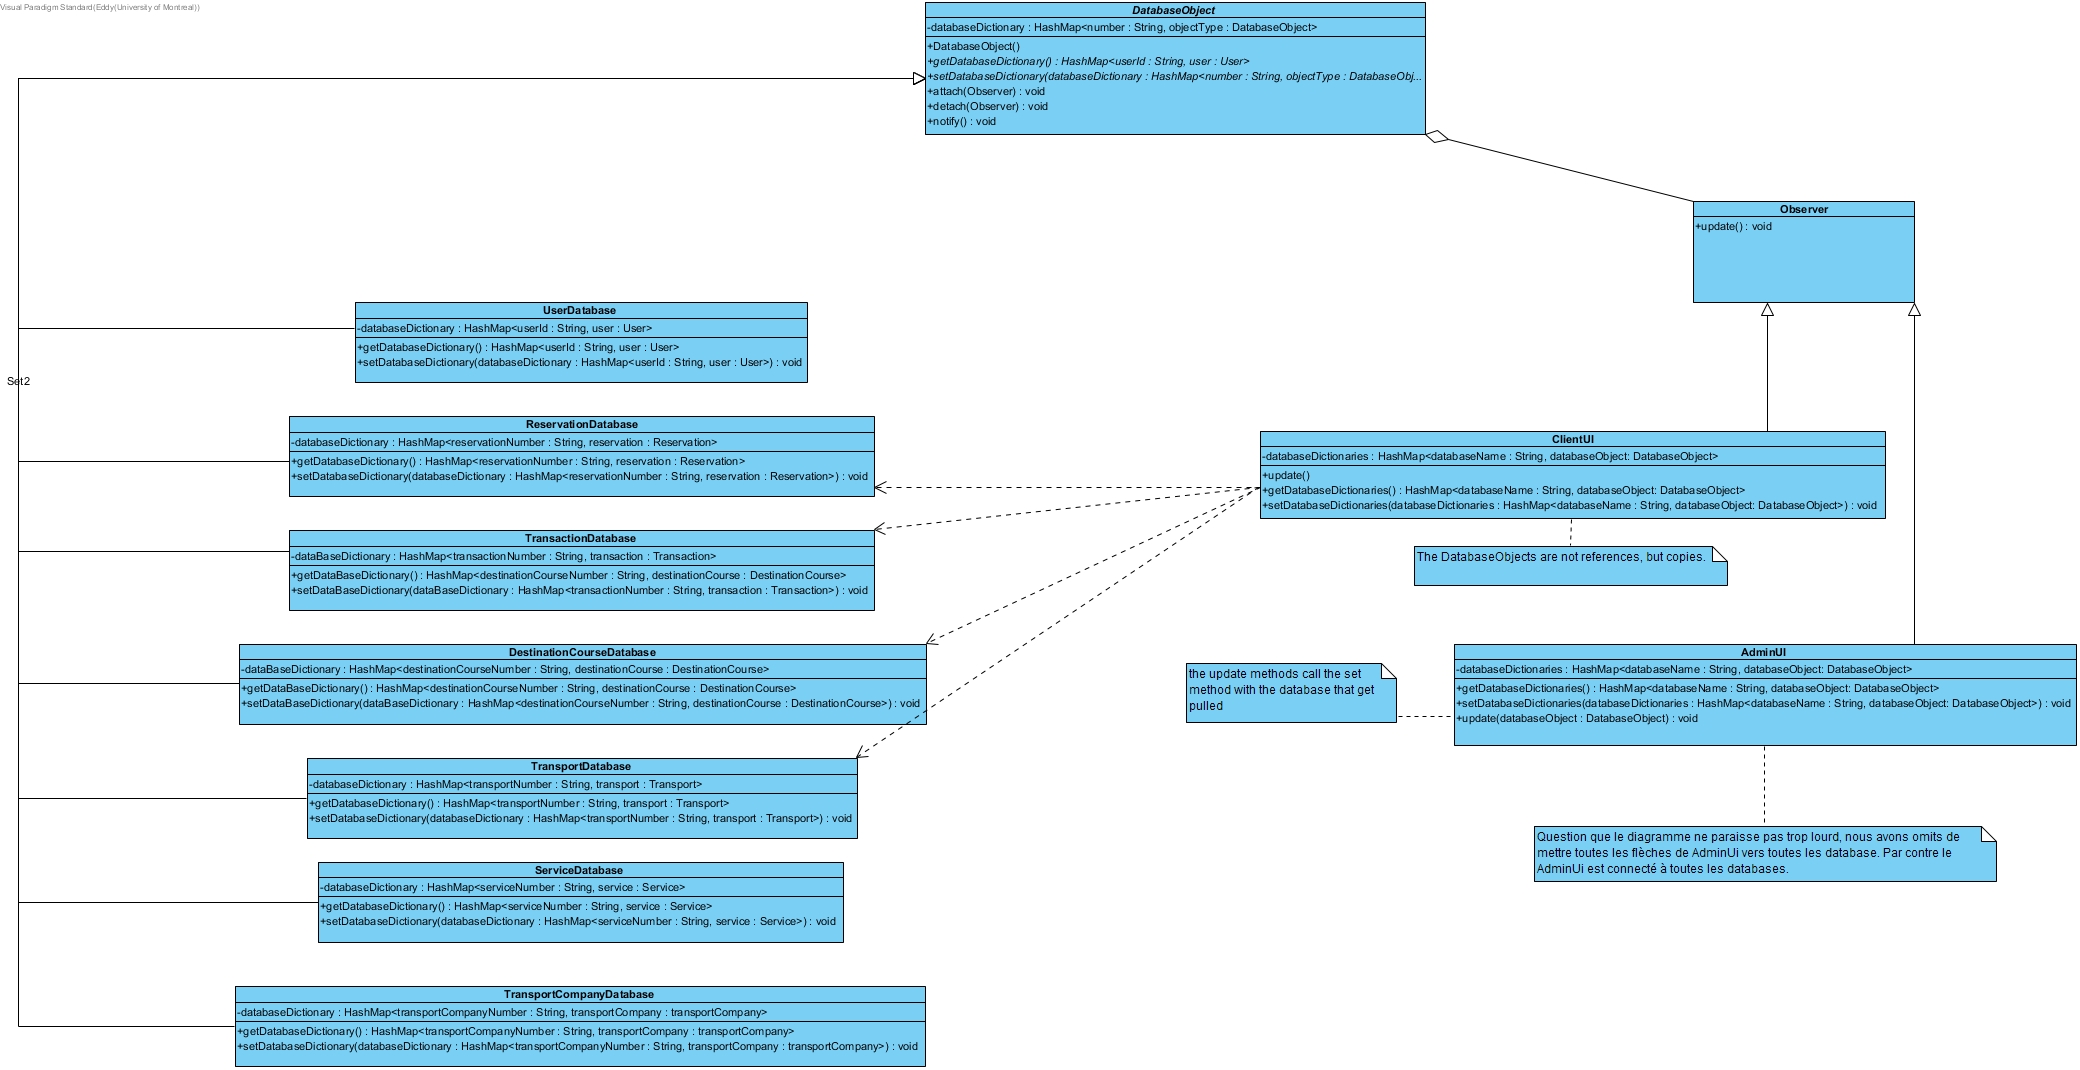 Visual Paradigm Standard(Eddy(University of Montreal))
DatabaseObject
-databaseDictionary : HashMap<number : String, objectType : DatabaseObject>
+DatabaseObject()
+getDatabaseDictionary() : HashMap<userId : String, user : User>
+setDatabaseDictionary(databaseDictionary : HashMap<number : String, objectType : DatabaseObj...
+attach(Observer) : void
+detach(Observer) : void
+notify() : void
Observer
+update() : void
UserDatabase
-databaseDictionary : HashMap<userId : String, user : User>
+getDatabaseDictionary() : HashMap<userId : String, user : User>
+setDatabaseDictionary(databaseDictionary : HashMap<userId : String, user : User>) : void
Set2
ReservationDatabase
-databaseDictionary : HashMap<reservationNumber : String, reservation : Reservation>
+getDatabaseDictionary() : HashMap<reservationNumber : String, reservation : Reservation>
+setDatabaseDictionary(databaseDictionary : HashMap<reservationNumber : String, reservation : Reservation>) : void
ClientUI
-databaseDictionaries : HashMap<databaseName : String, databaseObject: DatabaseObject>
+update()
+getDatabaseDictionaries() : HashMap<databaseName : String, databaseObject: DatabaseObject>
+setDatabaseDictionaries(databaseDictionaries : HashMap<databaseName : String, databaseObject: DatabaseObject>) : void
TransactionDatabase
-dataBaseDictionary : HashMap<transactionNumber : String, transaction : Transaction>
+getDataBaseDictionary() : HashMap<destinationCourseNumber : String, destinationCourse : DestinationCourse>
+setDataBaseDictionary(dataBaseDictionary : HashMap<transactionNumber : String, transaction : Transaction>) : void
The DatabaseObjects are not references, but copies.
DestinationCourseDatabase
-dataBaseDictionary : HashMap<destinationCourseNumber : String, destinationCourse : DestinationCourse>
+getDataBaseDictionary() : HashMap<destinationCourseNumber : String, destinationCourse : DestinationCourse>
+setDataBaseDictionary(dataBaseDictionary : HashMap<destinationCourseNumber : String, destinationCourse : DestinationCourse>) : void
the update methods call the set
method with the database that get
pulled
AdminUI
-databaseDictionaries : HashMap<databaseName : String, databaseObject: DatabaseObject>
+getDatabaseDictionaries() : HashMap<databaseName : String, databaseObject: DatabaseObject>
+setDatabaseDictionaries(databaseDictionaries : HashMap<databaseName : String, databaseObject: DatabaseObject>) : void
+update(databaseObject : DatabaseObject) : void
TransportDatabase
-databaseDictionary : HashMap<transportNumber : String, transport : Transport>
+getDatabaseDictionary() : HashMap<transportNumber : String, transport : Transport>
+setDatabaseDictionary(databaseDictionary : HashMap<transportNumber : String, transport : Transport>) : void
Question que le diagramme ne paraisse pas trop lourd, nous avons omits de
mettre toutes les flèches de AdminUi vers toutes les database. Par contre le
AdminUi est connecté à toutes les databases.
ServiceDatabase
-databaseDictionary : HashMap<serviceNumber : String, service : Service>
+getDatabaseDictionary() : HashMap<serviceNumber : String, service : Service>
+setDatabaseDictionary(databaseDictionary : HashMap<serviceNumber : String, service : Service>) : void
TransportCompanyDatabase
-databaseDictionary : HashMap<transportCompanyNumber : String, transportCompany : transportCompany>
+getDatabaseDictionary() : HashMap<transportCompanyNumber : String, transportCompany : transportCompany>
+setDatabaseDictionary(databaseDictionary : HashMap<transportCompanyNumber : String, transportCompany : transportCompany>) : void